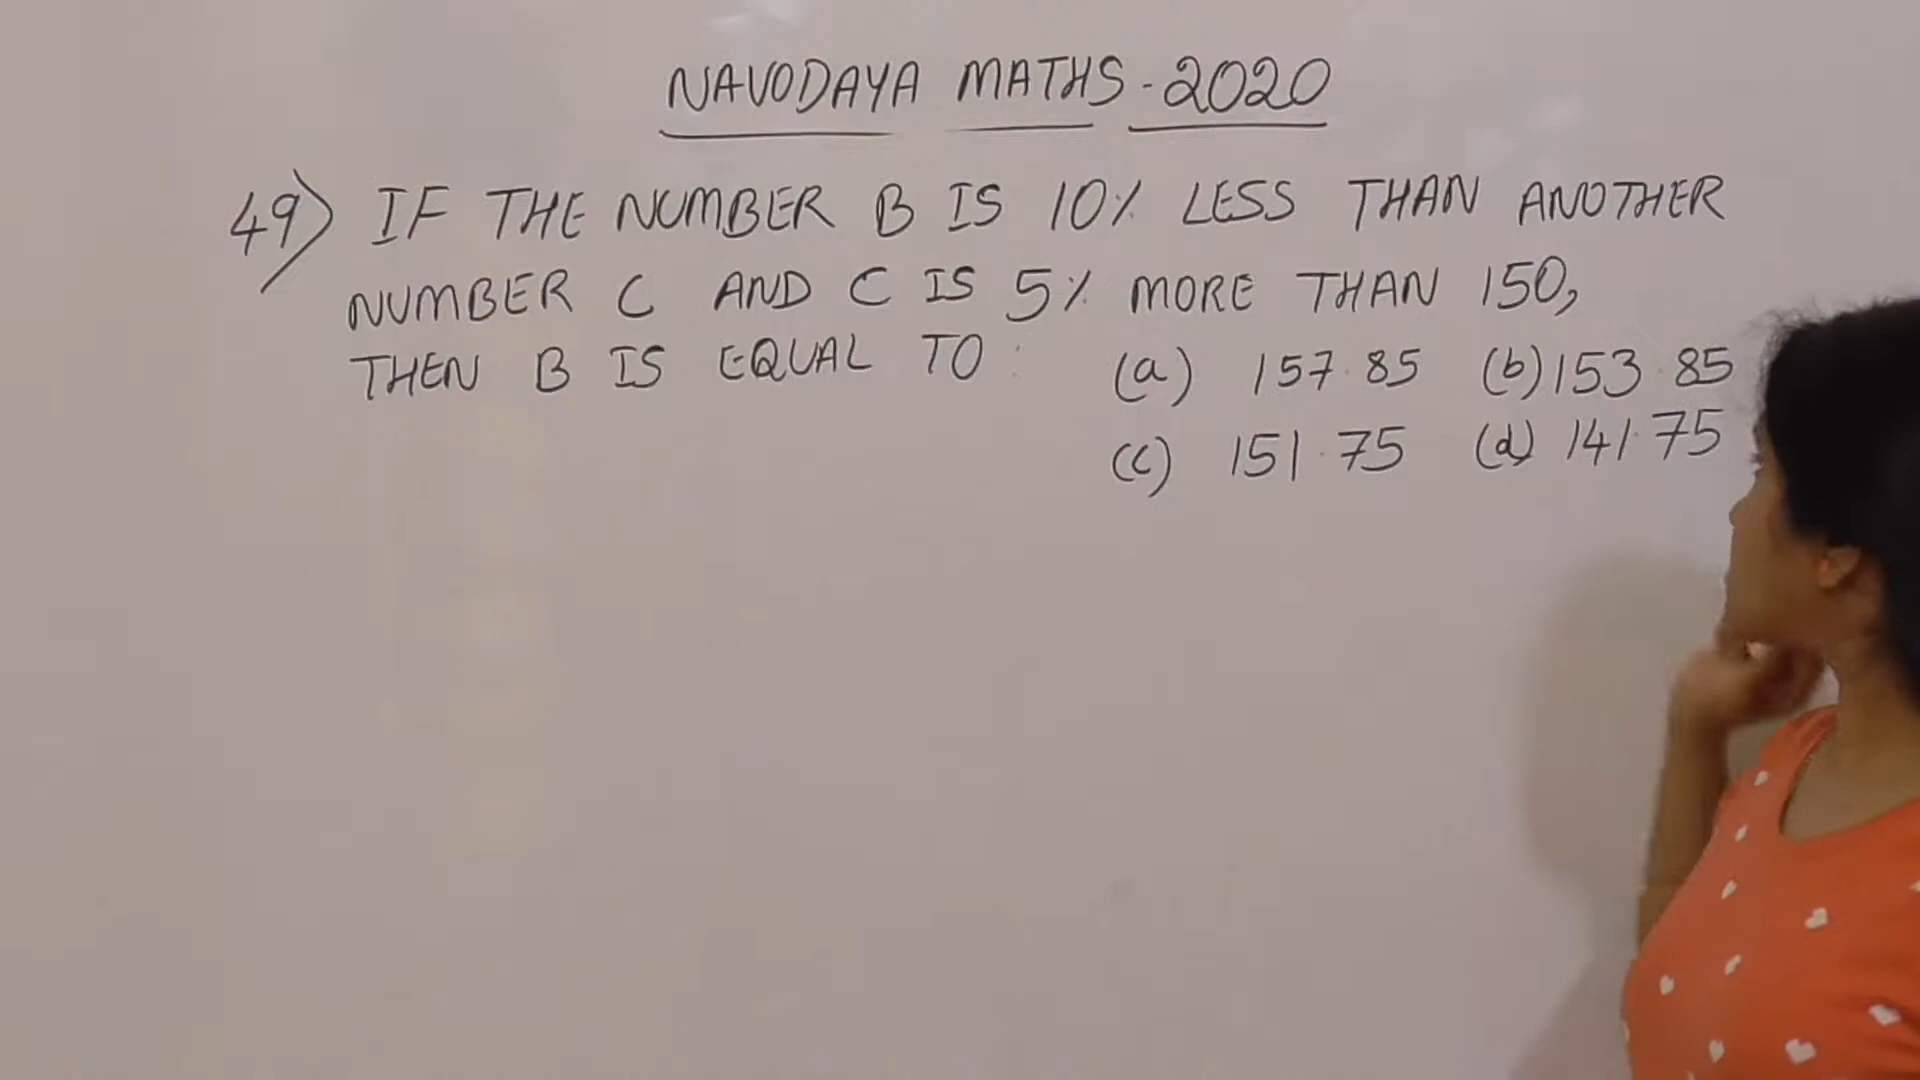 NAVODAYA MATHS-2020
49) IF THE NUMBER B IS 10% LESS THAN ANOTHER
NUMBER C AND C IS 5% MORE THAN 150,
THEN B IS EQUAL TO: (a) 157.85 (b) 153.85
(c) 151.75 (d) 141.75